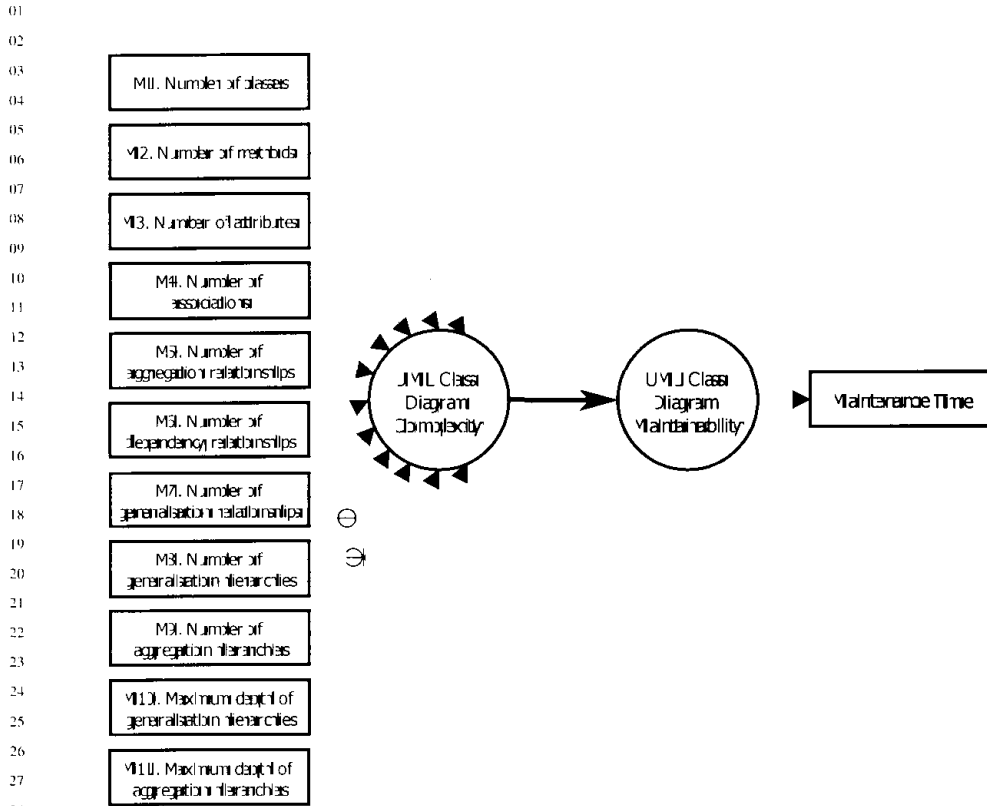 01
02
03
04
05
06
07
08
09
10
11
12
13
14
15
16
17
18
19
20
21
22
23
24
25
26
27
M1. Number of classes
M2. Number of methods
M3. Number of attributes
M4. Number of
associations
M5. Number of
aggregation relationships
M6. Number of
dependency relationships
M7. Number of
generalisation relationships
M8. Number of
generalisation hierarchies
M9. Number of
aggregation hierarchies
M10. Maximum depth of
generalisation hierarchies
M11. Maximum depth of
aggregation hierarchies
UML Class
Diagram
Complexity
UML Class
Diagram
Maintainability
Maintenance Time